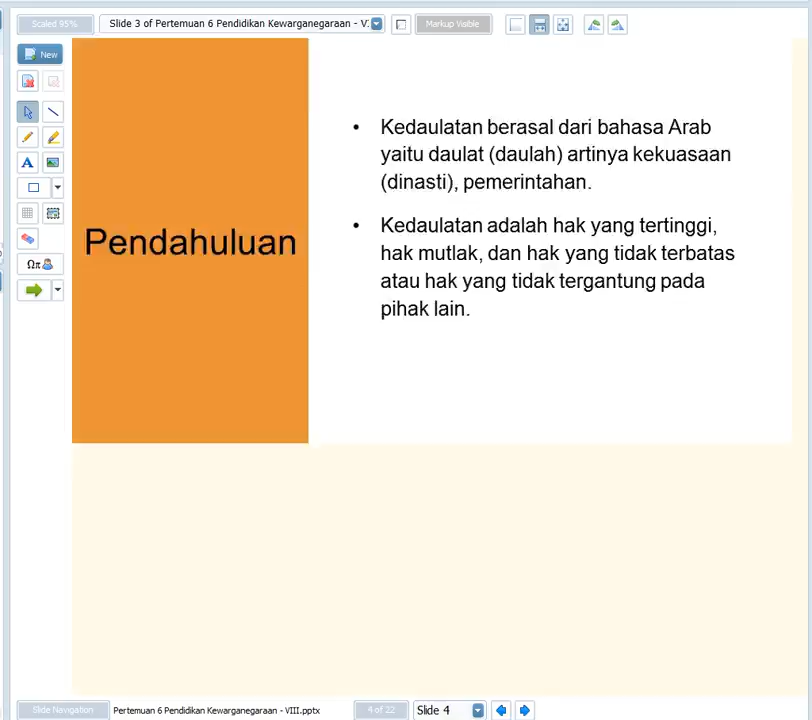 Scaled 95%
Slide 3 of Pertemuan 6 Pendidikan Kewarganegaraan - V
Markup Visible
New
Kedaulatan berasal dari bahasa Arab
yaitu daulat (daulah) artinya kekuasaan
(dinasti), pemerintahan.
Pendahuluan
Kedaulatan adalah hak yang tertinggi,
hak mutlak, dan hak yang tidak terbatas
atau hak yang tidak tergantung pada
pihak lain.
A
Ωπ
Slide Navigation
Pertemuan 6 Pendidikan Kewarganegaraan - VIII.pptx
4 of 22
Slide 4